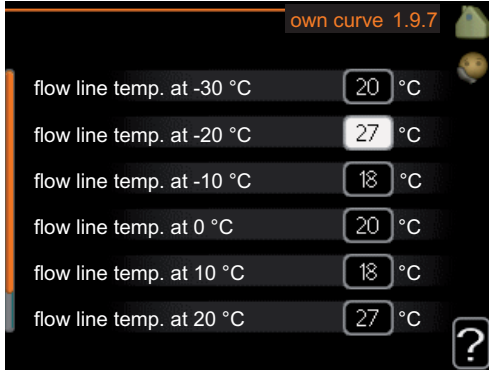 own curve 1.9.7
flow line temp. at -30 °C 20 °C
flow line temp. at -20 °C 27 °C
flow line temp. at -10 °C 18 °C
flow line temp. at 0 °C 20 °C
flow line temp. at 10 °C 18 °C
flow line temp. at 20 °C 27 °C
?